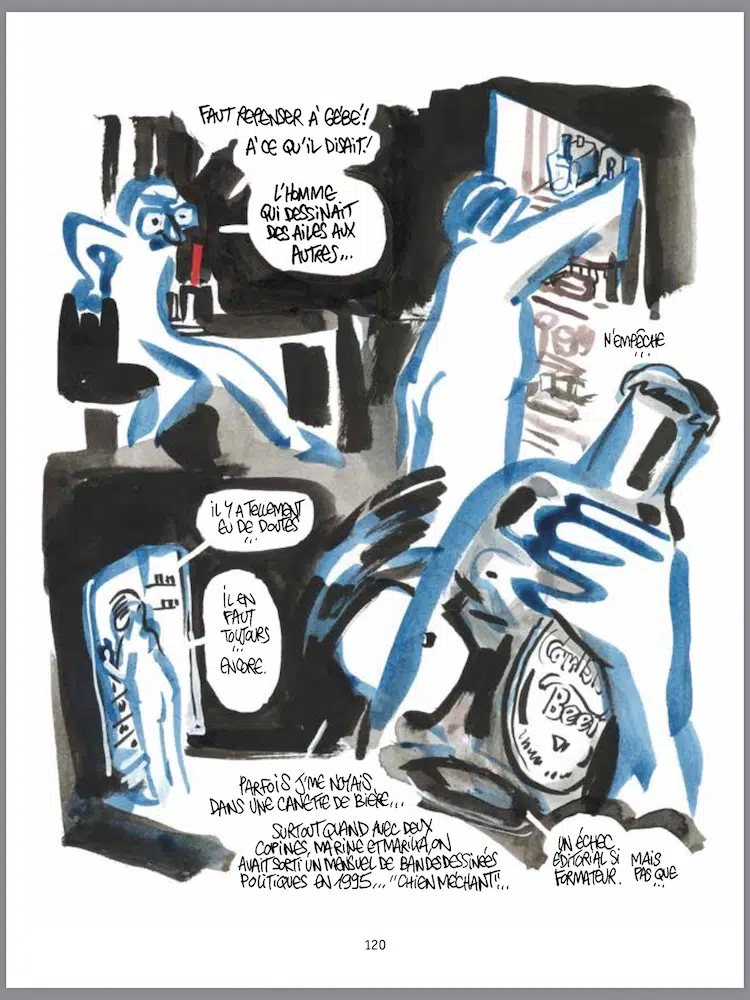 FAUT REPENSER À GÉBÉ !
À CE QU'IL DISAIT !
L'HOMME
QUI DESSINAIT
DES AILES AUX
AUTRES...
N'EMPÊCHE
...
IL Y A TELLEMENT
EU DE DOUTES
...
IL EN
FAUT
TOUJOURS
...
ENCORE.
Beer
PARFOIS J'ME NOYAIS
DANS UNE CANETTE DE BIÈRE...
SURTOUT QUAND AVEC DEUX
COPINES, MARINE ET MARIKA, ON
AVAIT SORTI UN MENSUEL DE BANDES DESSINÉES
POLITIQUES EN 1995... "CHIEN MÉCHANT"...
UN ÉCHEC
ÉDITORIAL SI
FORMATEUR.
MAIS
PAS QUE
...
120